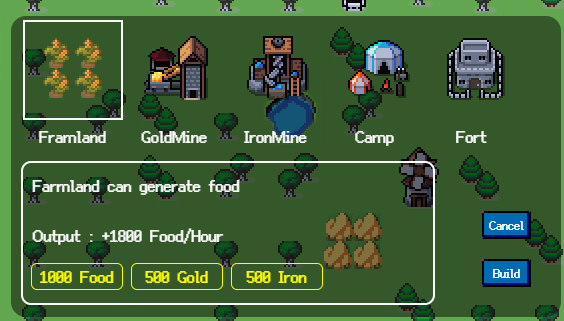 Framland GoldMine IronMine Camp Fort
Farmland can generate food
Output : +1800 Food/Hour
Cancel
1000 Food 500 Gold 500 Iron
Build